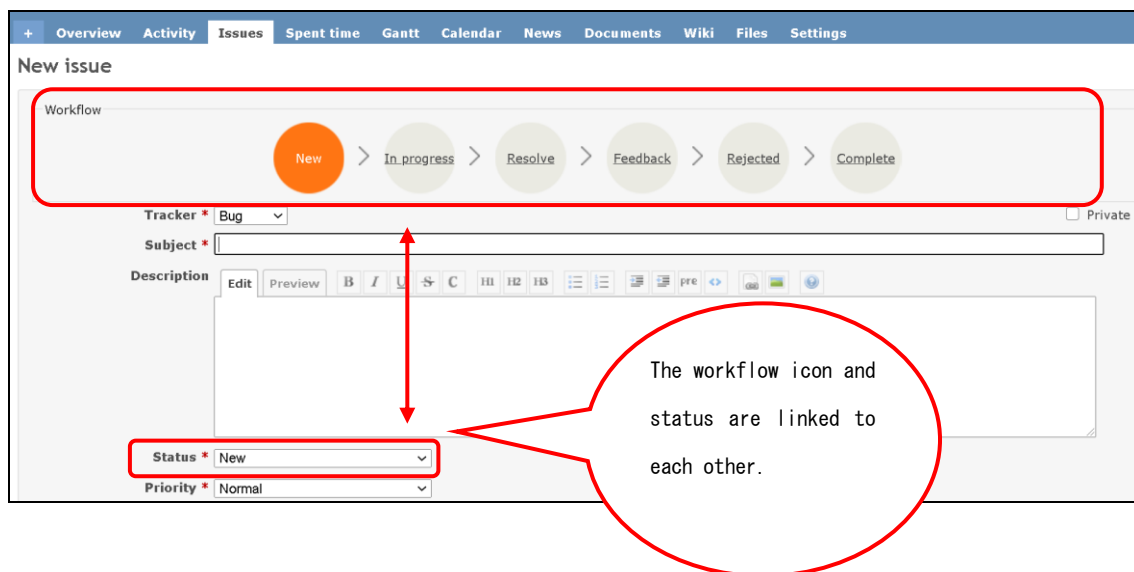 + Overview Activity Issues Spent time Gantt Calendar News Documents Wiki Files Settings
New issue
Workflow
New > In progress > Resolve > Feedback > Rejected > Complete
Tracker * Bug
Private
Subject *
Description Edit Preview B I U S C H1 H2 H3 pre <>
The workflow icon and
status are linked to
each other.
Status * New
Priority * Normal